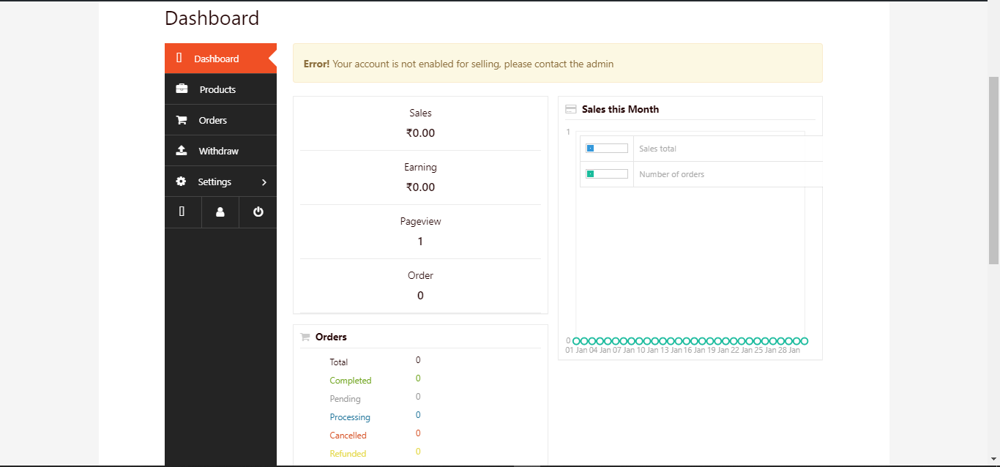 Dashboard
Dashboard
Products
Orders
Withdraw
Settings
Error! Your account is not enabled for selling, please contact the admin
Sales
₹0.00
Earning
₹0.00
Pageview
1
Order
0
Orders
Total 0
Completed 0
Pending 0
Processing 0
Cancelled 0
Refunded 0
Sales this Month
1
Sales total
Number of orders
0
01 Jan 04 Jan 07 Jan 10 Jan 13 Jan 16 Jan 19 Jan 22 Jan 25 Jan 28 Jan